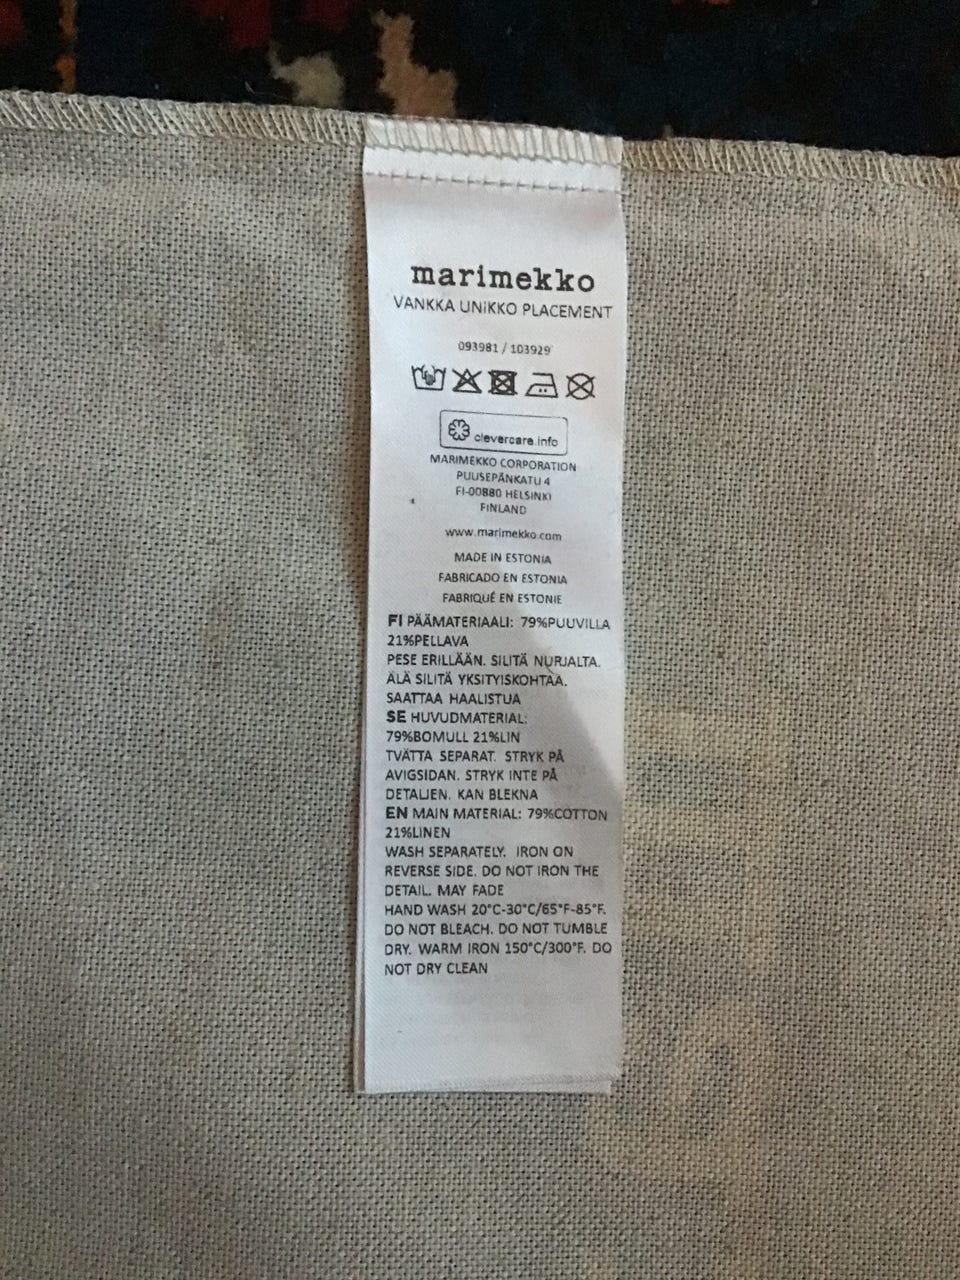 marimekko
VANKKA UNIKKO PLACEMENT
093981 / 103929
clevercare.info
MARIMEKKO CORPORATION
PUUSEPÄNKATU 4
FI-00880 HELSINKI
FINLAND
www.marimekko.com
MADE IN ESTONIA
FABRICADO EN ESTONIA
FABRIQUÉ EN ESTONIE
FI PÄÄMATERIAALI: 79%PUUVILLA
21%PELLAVA
PESE ERILLÄÄN. SILITÄ NURJALTA.
ÄLÄ SILITÄ YKSITYISKOHTAA.
SAATTAA HAALISTUA
SE HUVUDMATERIAL:
79%BOMULL 21%LIN
TVÄTTA SEPARAT. STRYK PÅ
AVIGSIDAN. STRYK INTE PÅ
DETALJEN. KAN BLEKNA
EN MAIN MATERIAL: 79%COTTON
21%LINEN
WASH SEPARATELY. IRON ON
REVERSE SIDE. DO NOT IRON THE
DETAIL. MAY FADE
HAND WASH 20°C-30°C/65°F-85°F.
DO NOT BLEACH. DO NOT TUMBLE
DRY. WARM IRON 150°C/300°F. DO
NOT DRY CLEAN